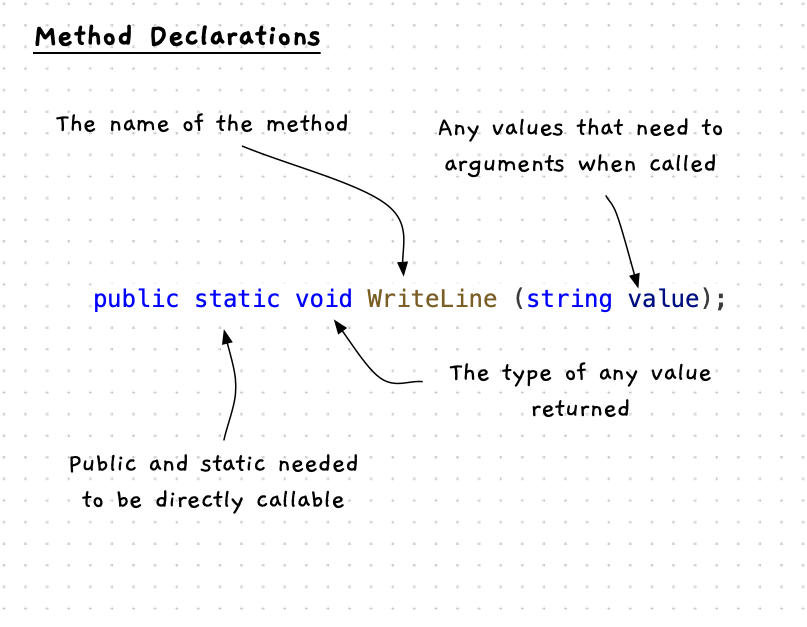 Method Declarations
The name of the method
Any values that need to
arguments when called
public static void WriteLine (string value);
The type of any value
returned
Public and static needed
to be directly callable